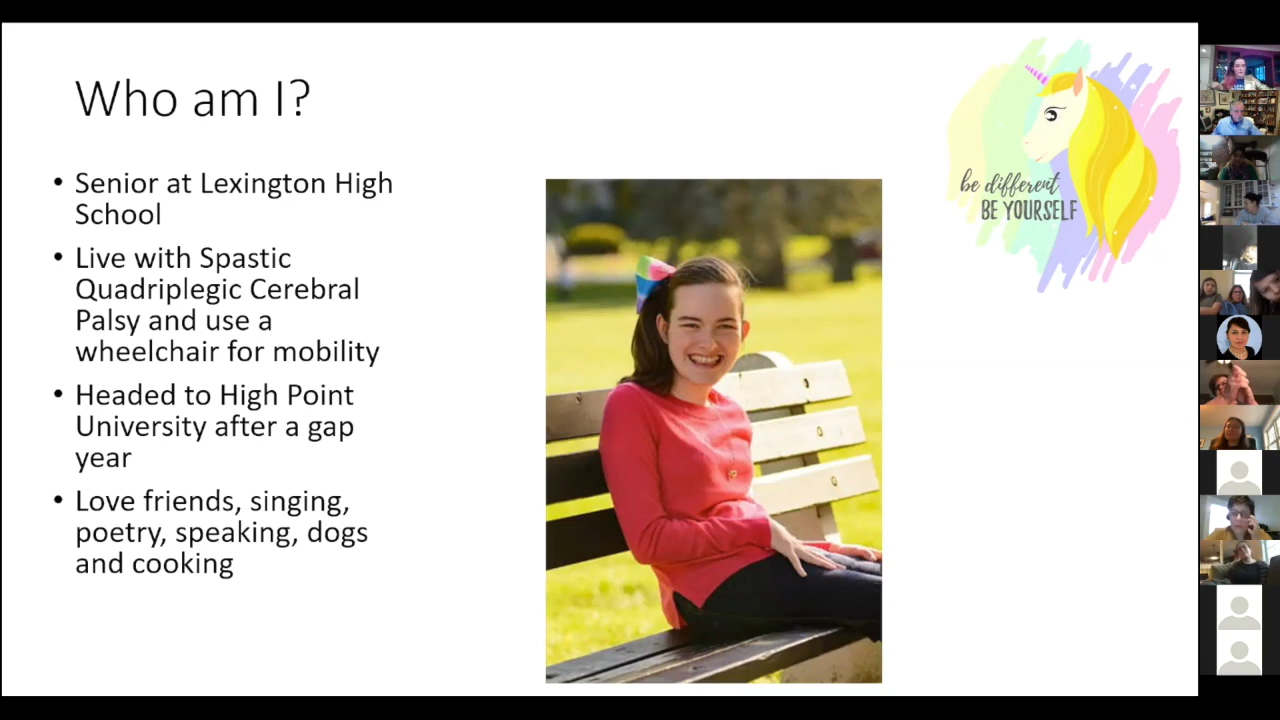 Who am I?
• Senior at Lexington High
School
• Live with Spastic
Quadriplegic Cerebral
Palsy and use a
wheelchair for mobility
• Headed to High Point
University after a gap
year
• Love friends, singing,
poetry, speaking, dogs
and cooking
be different
BE YOURSELF